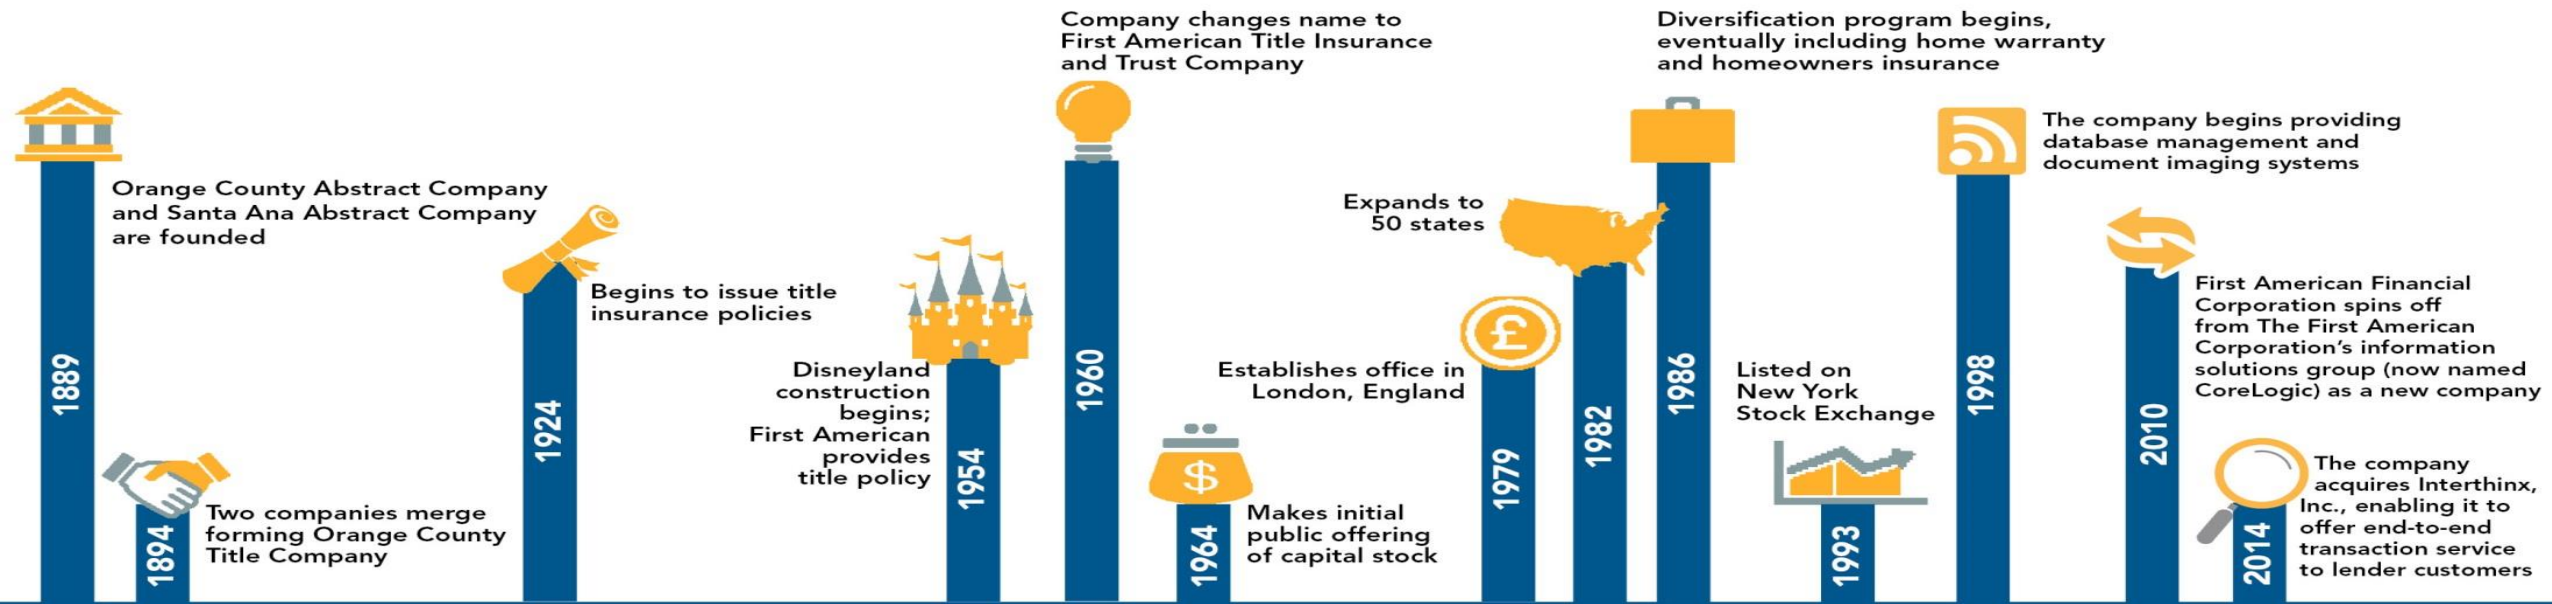 1889
Orange County Abstract Company
and Santa Ana Abstract Company
are founded
1894
Two companies merge
forming Orange County
Title Company
1924
Begins to issue title
insurance policies
1954
Disneyland
construction
begins;
First American
provides
title policy
1960
Company changes name to
First American Title Insurance
and Trust Company
1964
$
Makes initial
public offering
of capital stock
1979
£
Establishes office in
London, England
1982
Expands to
50 states
1986
Diversification program begins,
eventually including home warranty
and homeowners insurance
1993
Listed on
New York
Stock Exchange
1998
The company begins providing
database management and
document imaging systems
2010
First American Financial
Corporation spins off
from The First American
Corporation’s information
solutions group (now named
CoreLogic) as a new company
2014
The company
acquires Interthinx,
Inc., enabling it to
offer end-to-end
transaction service
to lender customers